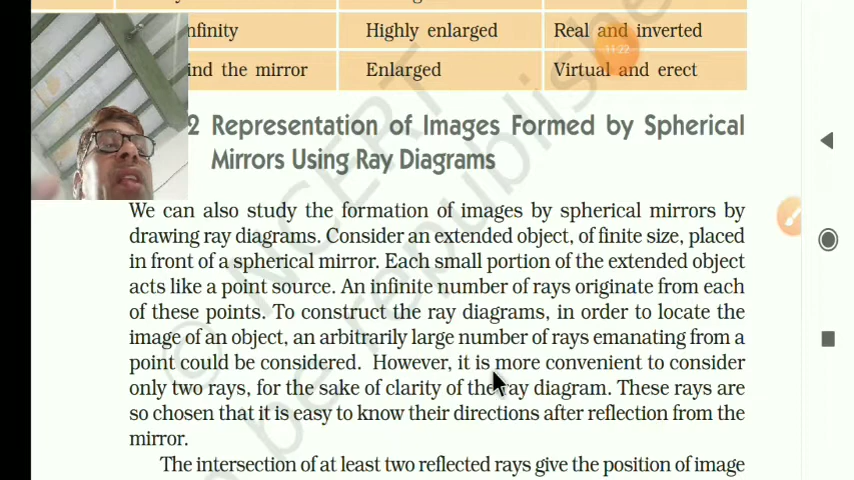 nfinity Highly enlarged Real and inverted
11:22
ind the mirror Enlarged Virtual and erect
2 Representation of Images Formed by Spherical
Mirrors Using Ray Diagrams
We can also study the formation of images by spherical mirrors by
drawing ray diagrams. Consider an extended object, of finite size, placed
in front of a spherical mirror. Each small portion of the extended object
acts like a point source. An infinite number of rays originate from each
of these points. To construct the ray diagrams, in order to locate the
image of an object, an arbitrarily large number of rays emanating from a
point could be considered. However, it is more convenient to consider
only two rays, for the sake of clarity of the ray diagram. These rays are
so chosen that it is easy to know their directions after reflection from the
mirror.
The intersection of at least two reflected rays give the position of image
© NCERT
be republishe